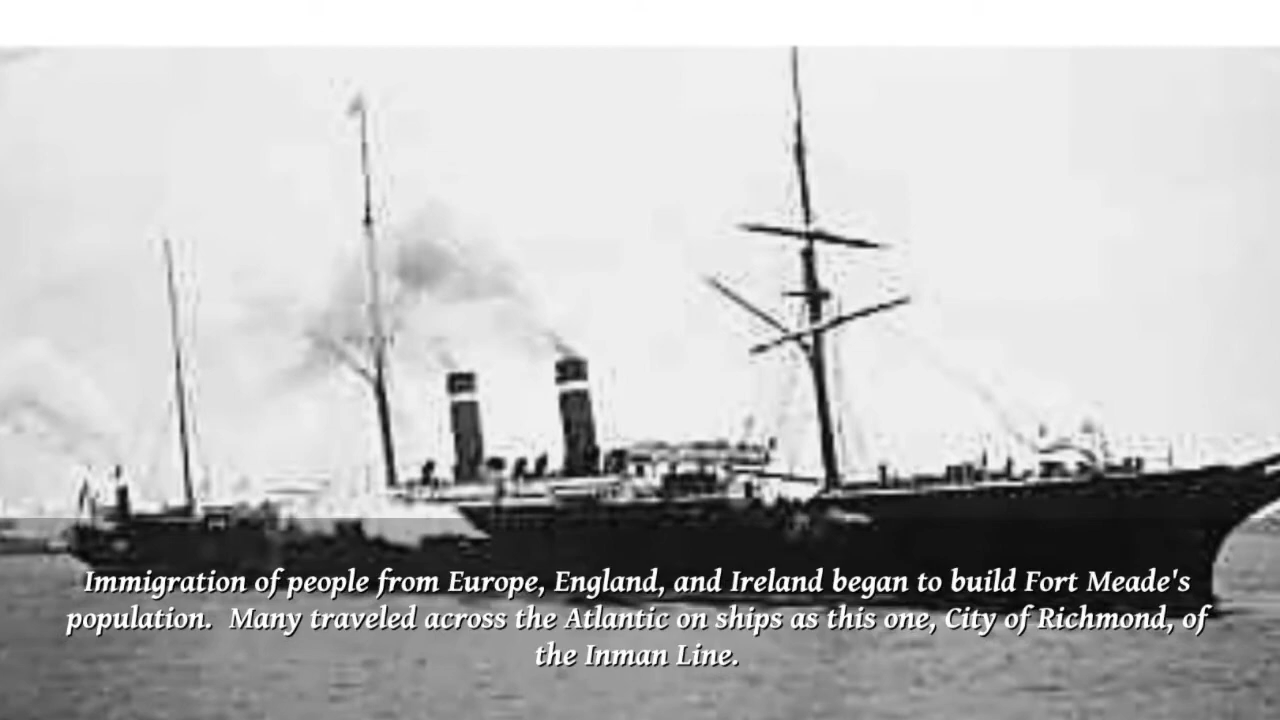 Immigration of people from Europe, England, and Ireland began to build Fort Meade's
population.  Many traveled across the Atlantic on ships as this one, City of Richmond, of
the Inman Line.